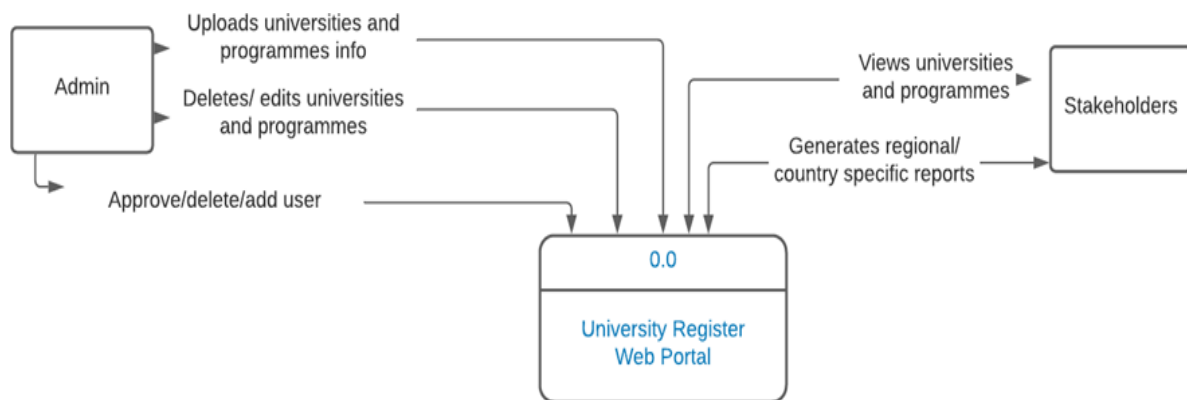 Uploads universities and
programmes info
Admin
Deletes/ edits universities
and programmes
Approve/delete/add user
Views universities
and programmes
Stakeholders
Generates regional/
country specific reports
0.0
University Register
Web Portal